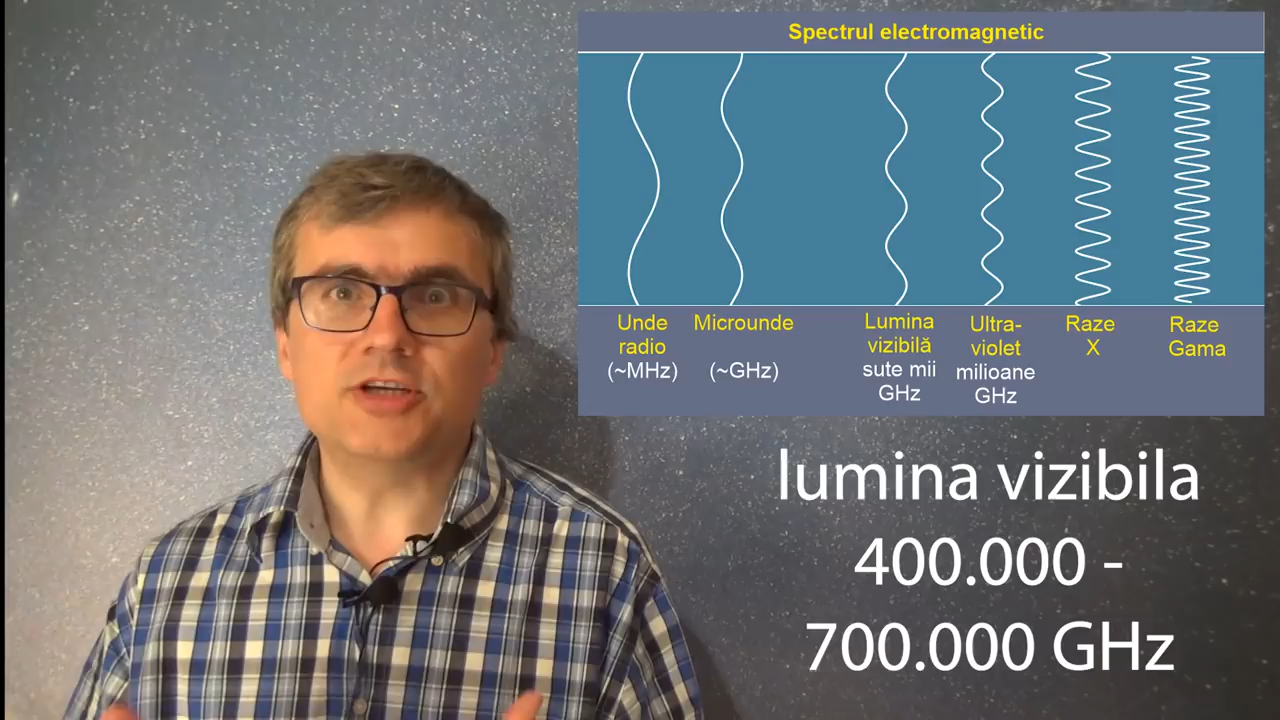 Spectrul electromagnetic
Unde
radio
(~MHz)
Microunde
(~GHz)
Lumina
vizibilă
sute mii
GHz
Ultra-
violet
milioane
GHz
Raze
X
Raze
Gama
lumina vizibila
400.000 -
700.000 GHz